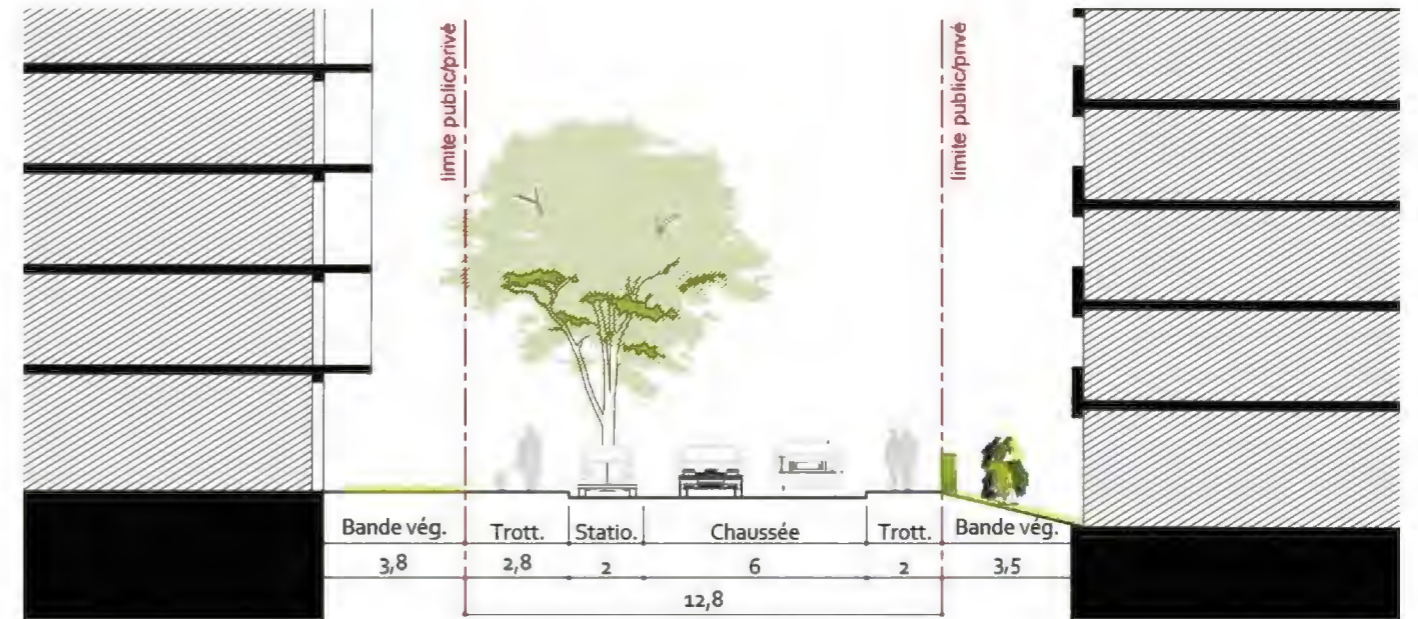 limite public/privé
limite public/privé
Bande vég. Trott. Statio. Chaussée Trott. Bande vég.
3,8 2,8 2 6 2 3,5
12,8